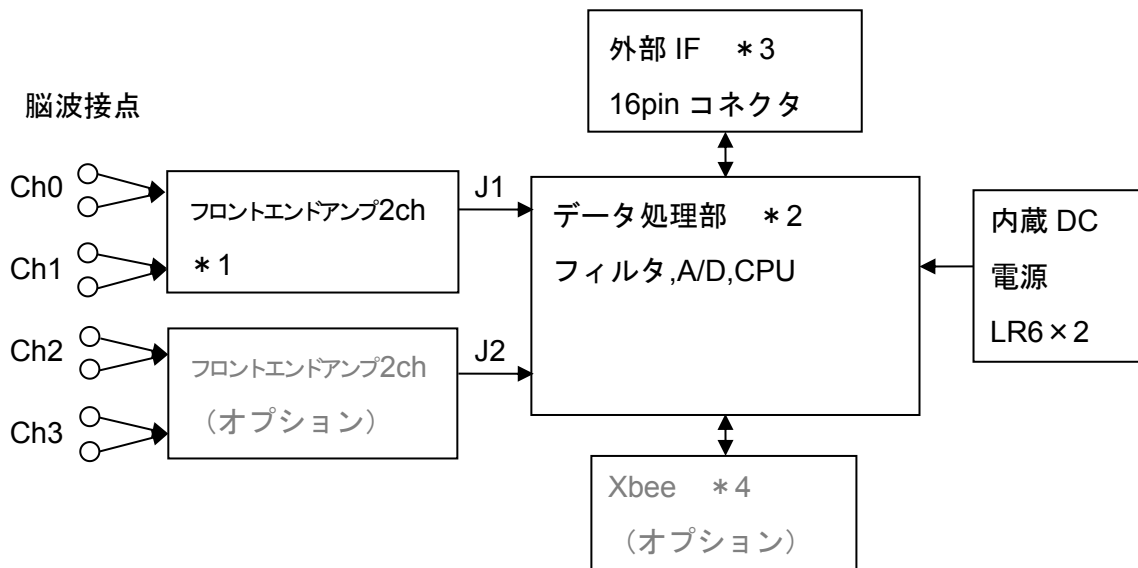 外部 IF ＊3
16pin コネクタ
脳波接点
Ch0
Ch1
フロントエンドアンプ2ch
＊1
J1
データ処理部 ＊2
フィルタ,A/D,CPU
内蔵 DC
電源
LR6×2
Ch2
Ch3
フロントエンドアンプ2ch
（オプション）
J2
Xbee ＊4
（オプション）